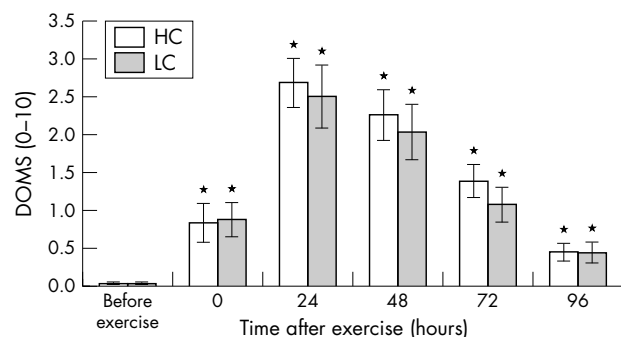 3.5
HC
LC
3.0
2.5
2.0
1.5
1.0
0.5
0.0
DOMS (0–10)
Before exercise 0 24 48 72 96
Time after exercise (hours)